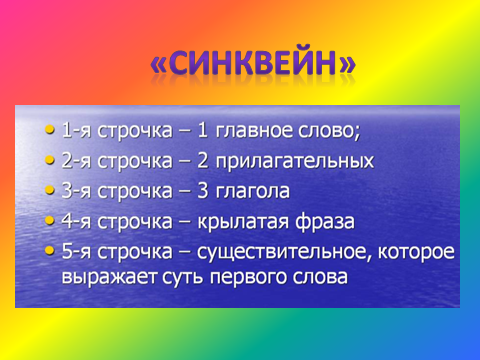 «СИНКВЕЙН»
• 1-я строчка – 1 главное слово;
• 2-я строчка – 2 прилагательных
• 3-я строчка – 3 глагола
• 4-я строчка – крылатая фраза
• 5-я строчка – существительное, которое
выражает суть первого слова